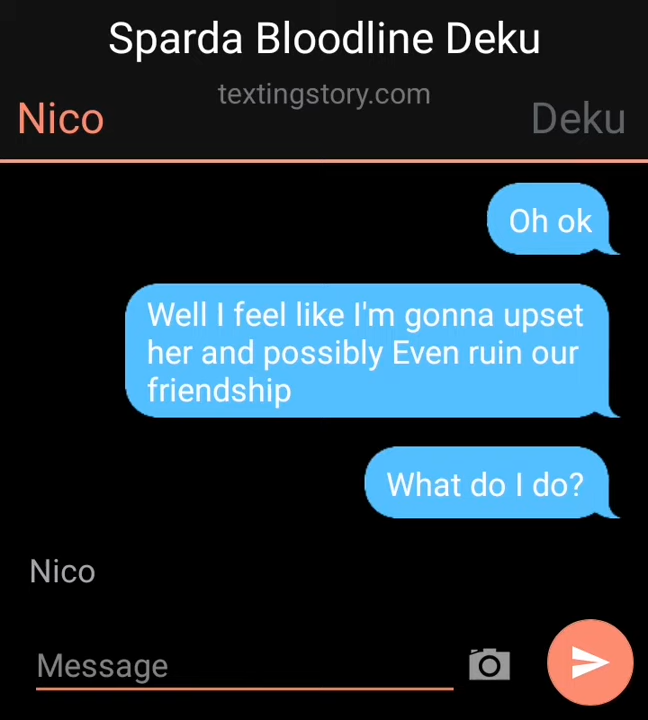 Sparda Bloodline Deku
textingstory.com
Nico
Deku
Oh ok
Well I feel like I'm gonna upset
her and possibly Even ruin our
friendship
What do I do?
Nico
Message